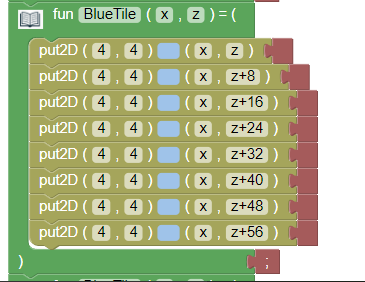 fun BlueTile ( x , z ) = (
put2D ( 4 , 4 ) ( x , z )
put2D ( 4 , 4 ) ( x , z+8 )
put2D ( 4 , 4 ) ( x , z+16 )
put2D ( 4 , 4 ) ( x , z+24 )
put2D ( 4 , 4 ) ( x , z+32 )
put2D ( 4 , 4 ) ( x , z+40 )
put2D ( 4 , 4 ) ( x , z+48 )
put2D ( 4 , 4 ) ( x , z+56 )
) ;